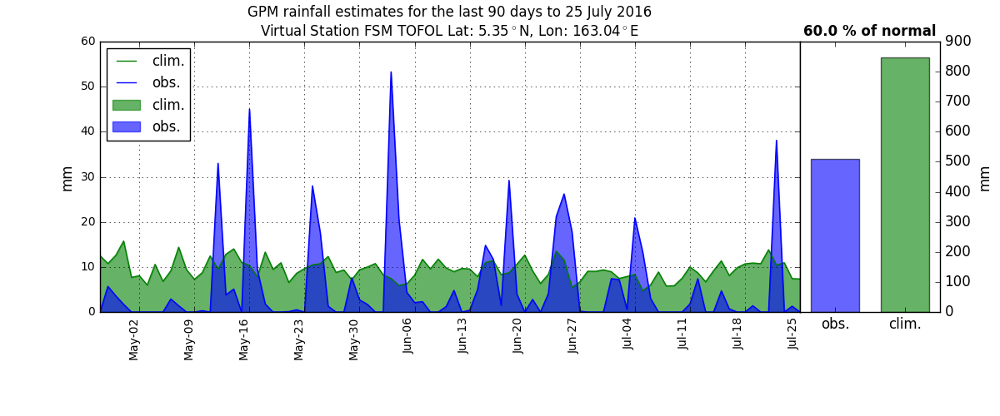 GPM rainfall estimates for the last 90 days to 25 July 2016
Virtual Station FSM TOFOL Lat: 5.35°N, Lon: 163.04°E
60.0 % of normal
clim.
obs.
clim.
obs.
60
50
40
30
20
10
0
mm
May-02
May-09
May-16
May-23
May-30
Jun-06
Jun-13
Jun-20
Jun-27
Jul-04
Jul-11
Jul-18
Jul-25
900
800
700
600
500
400
300
200
100
0
mm
obs.
clim.